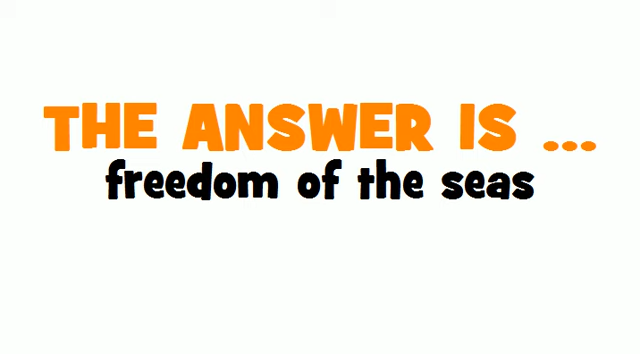 THE ANSWER IS ...
freedom of the seas